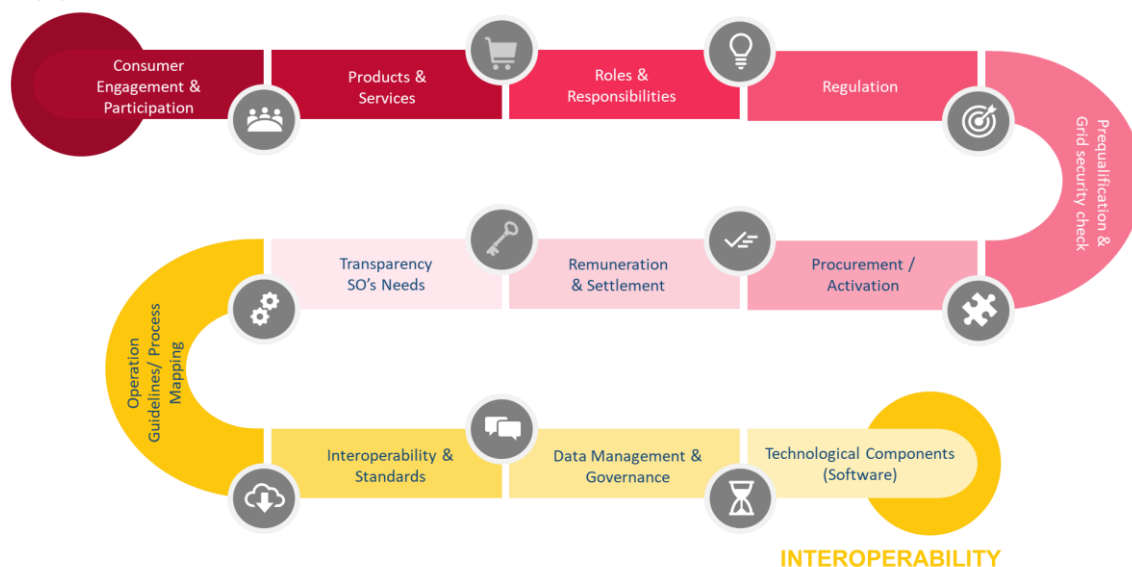 Consumer
Engagement &
Participation
Products &
Services
Roles &
Responsibilities
Regulation
Prequalification &
Grid security check
Procurement /
Activation
Remuneration
& Settlement
Transparency
SO's Needs
Operation
Guidelines/ Process
Mapping
Interoperability &
Standards
Data Management &
Governance
Technological Components
(Software)
INTEROPERABILITY